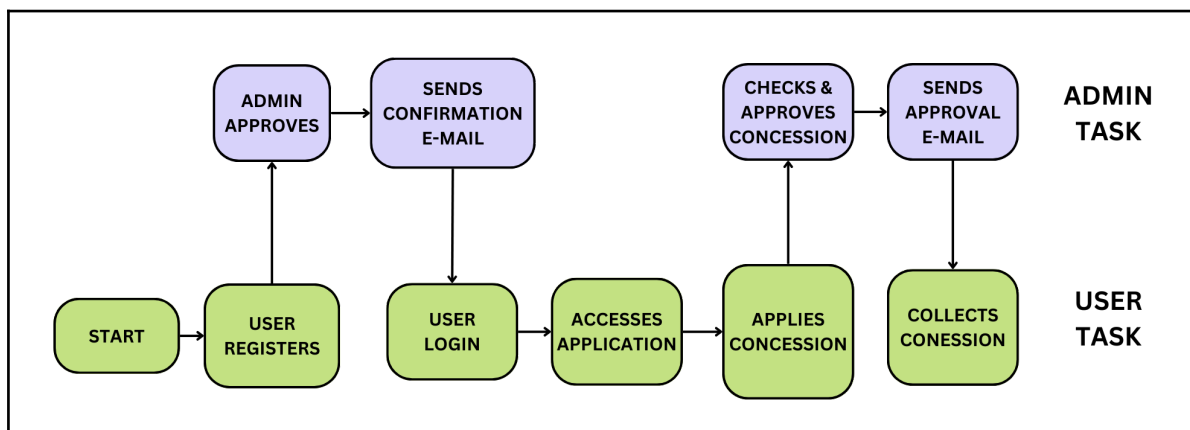 ADMIN
APPROVES
SENDS
CONFIRMATION
E-MAIL
CHECKS &
APPROVES
CONCESSION
SENDS
APPROVAL
E-MAIL
ADMIN
TASK
START
USER
REGISTERS
USER
LOGIN
ACCESSES
APPLICATION
APPLIES
CONCESSION
COLLECTS
CONESSION
USER
TASK